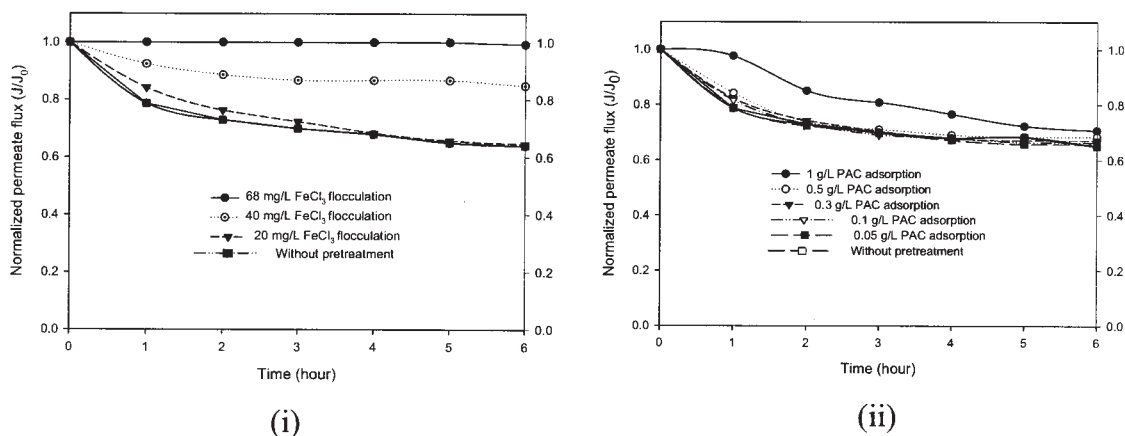 Normalized permeate flux (J/J₀)
1.0
0.8
0.6
0.4
0.2
0.0
1.0
0.8
0.6
0.4
0.2
0.0
68 mg/L FeCl₃ flocculation
40 mg/L FeCl₃ flocculation
20 mg/L FeCl₃ flocculation
Without pretreatment
0 1 2 3 4 5 6
Time (hour)
(i)
Normalized permeate flux (J/J₀)
1.0
0.8
0.6
0.4
0.2
0.0
1.0
0.8
0.6
0.4
0.2
0.0
1 g/L PAC adsorption
0.5 g/L PAC adsorption
0.3 g/L PAC adsorption
0.1 g/L PAC adsorption
0.05 g/L PAC adsorption
Without pretreatment
0 1 2 3 4 5 6
Time (hour)
(ii)